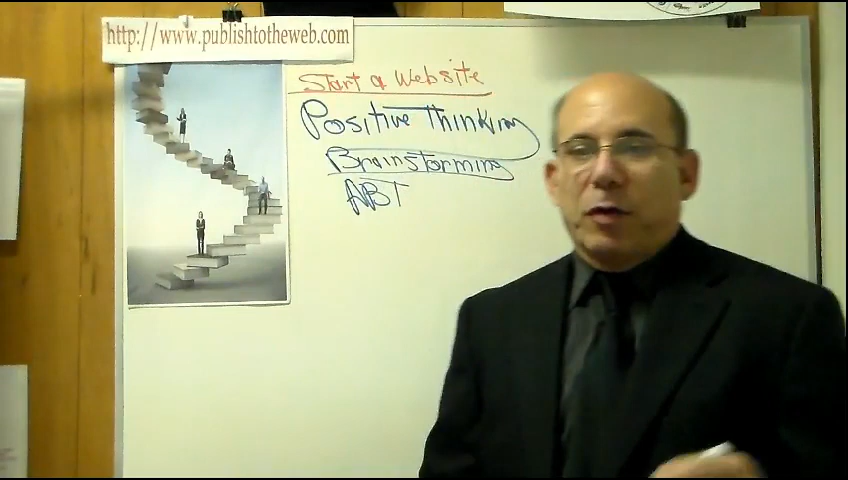 http://www.publishtotheweb.com
Start a Website
Positive Thinking
Brainstorming
ABT